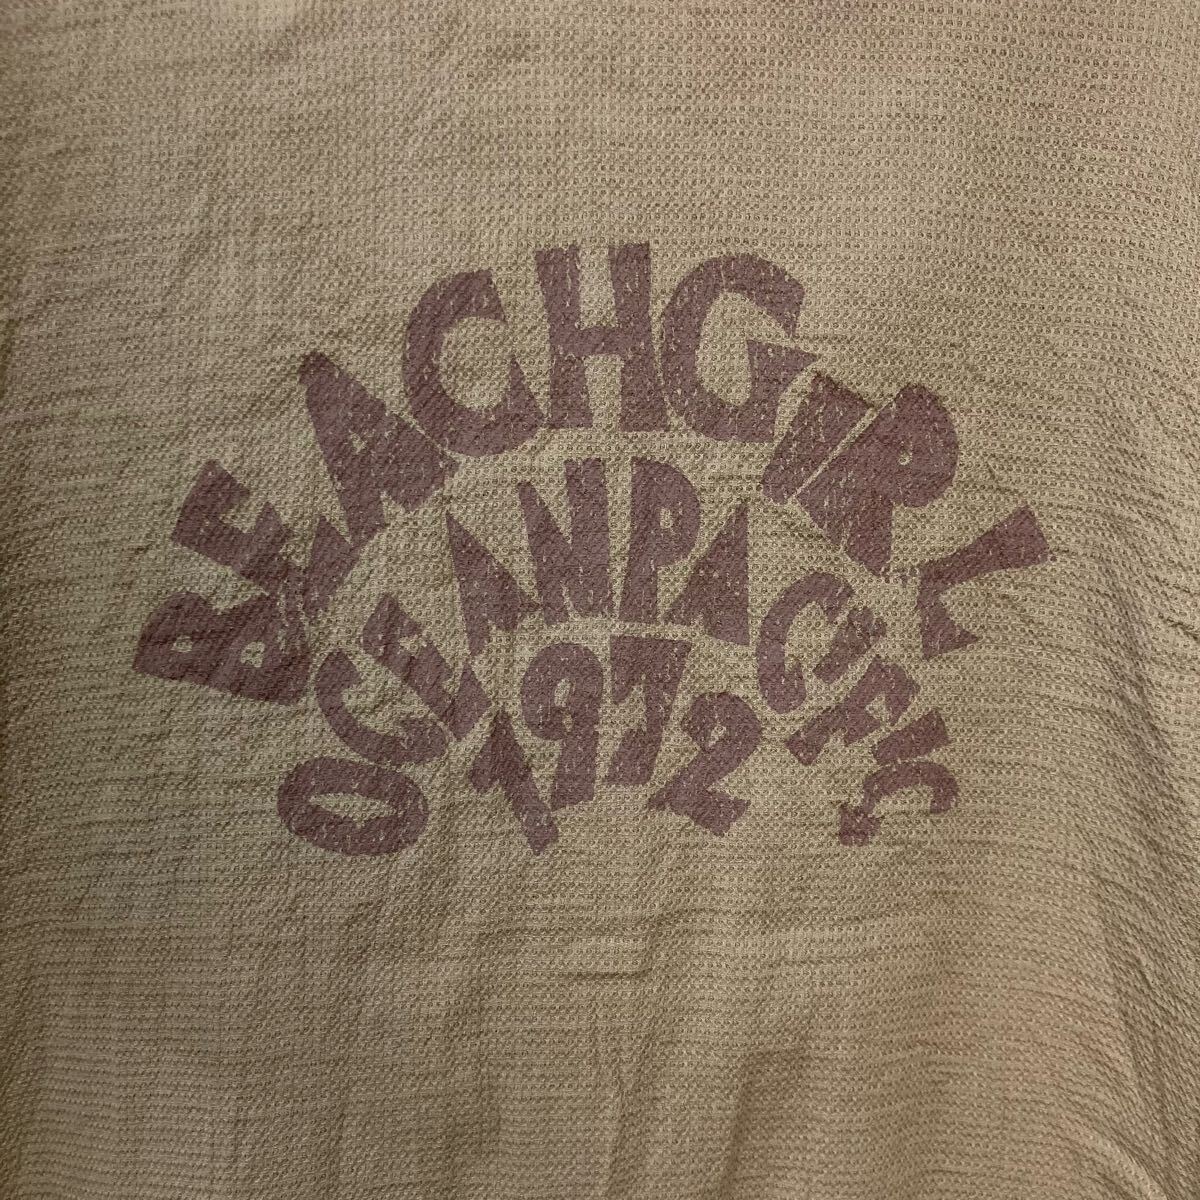 BEACHGIRL
OCEANPACIFIC.
1972